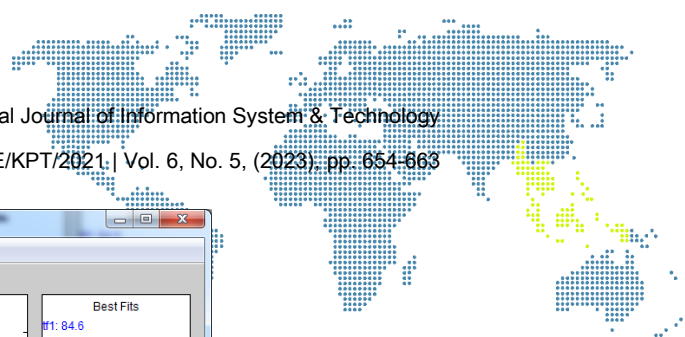 al Journal of Information System & Technology
E/KPT/2021 | Vol. 6, No. 5, (2023), pp. 654-663
Best Fits
tf1: 84.6